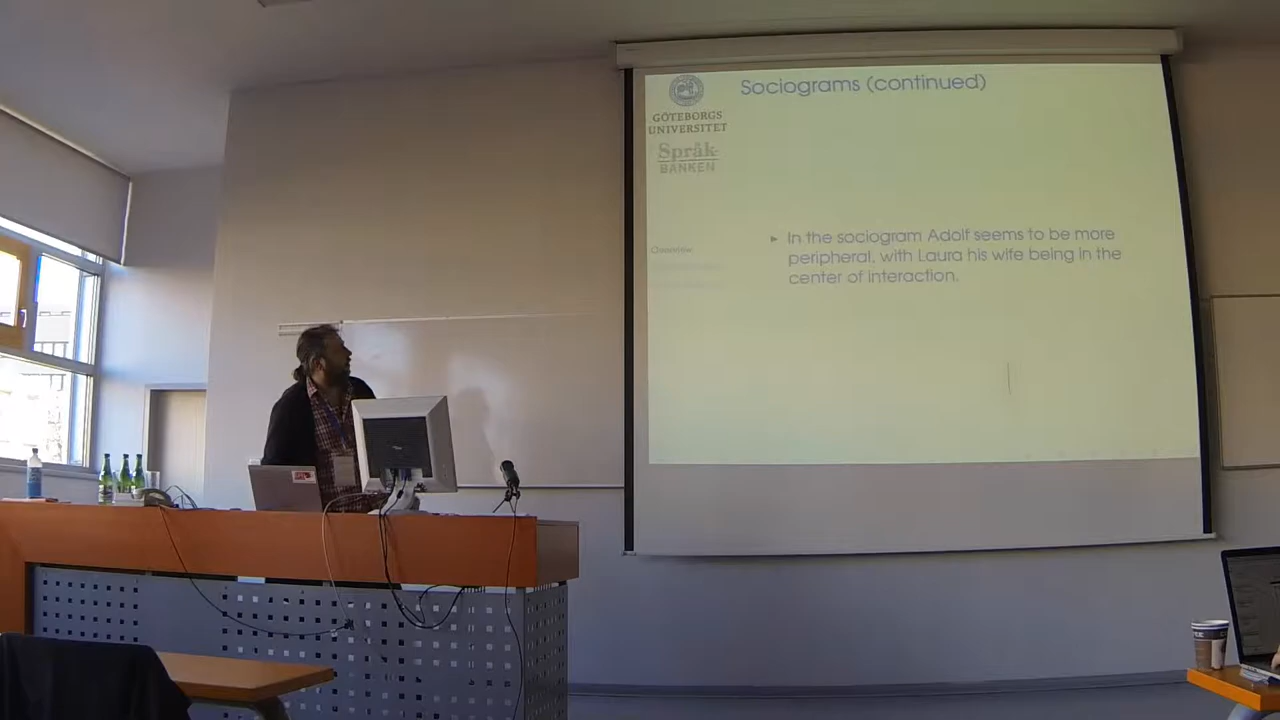 Sociograms (continued)
GÖTEBORGS
UNIVERSITET
Språk
BANKEN
Overview
► In the sociogram Adolf seems to be more
peripheral, with Laura his wife being in the
center of interaction.